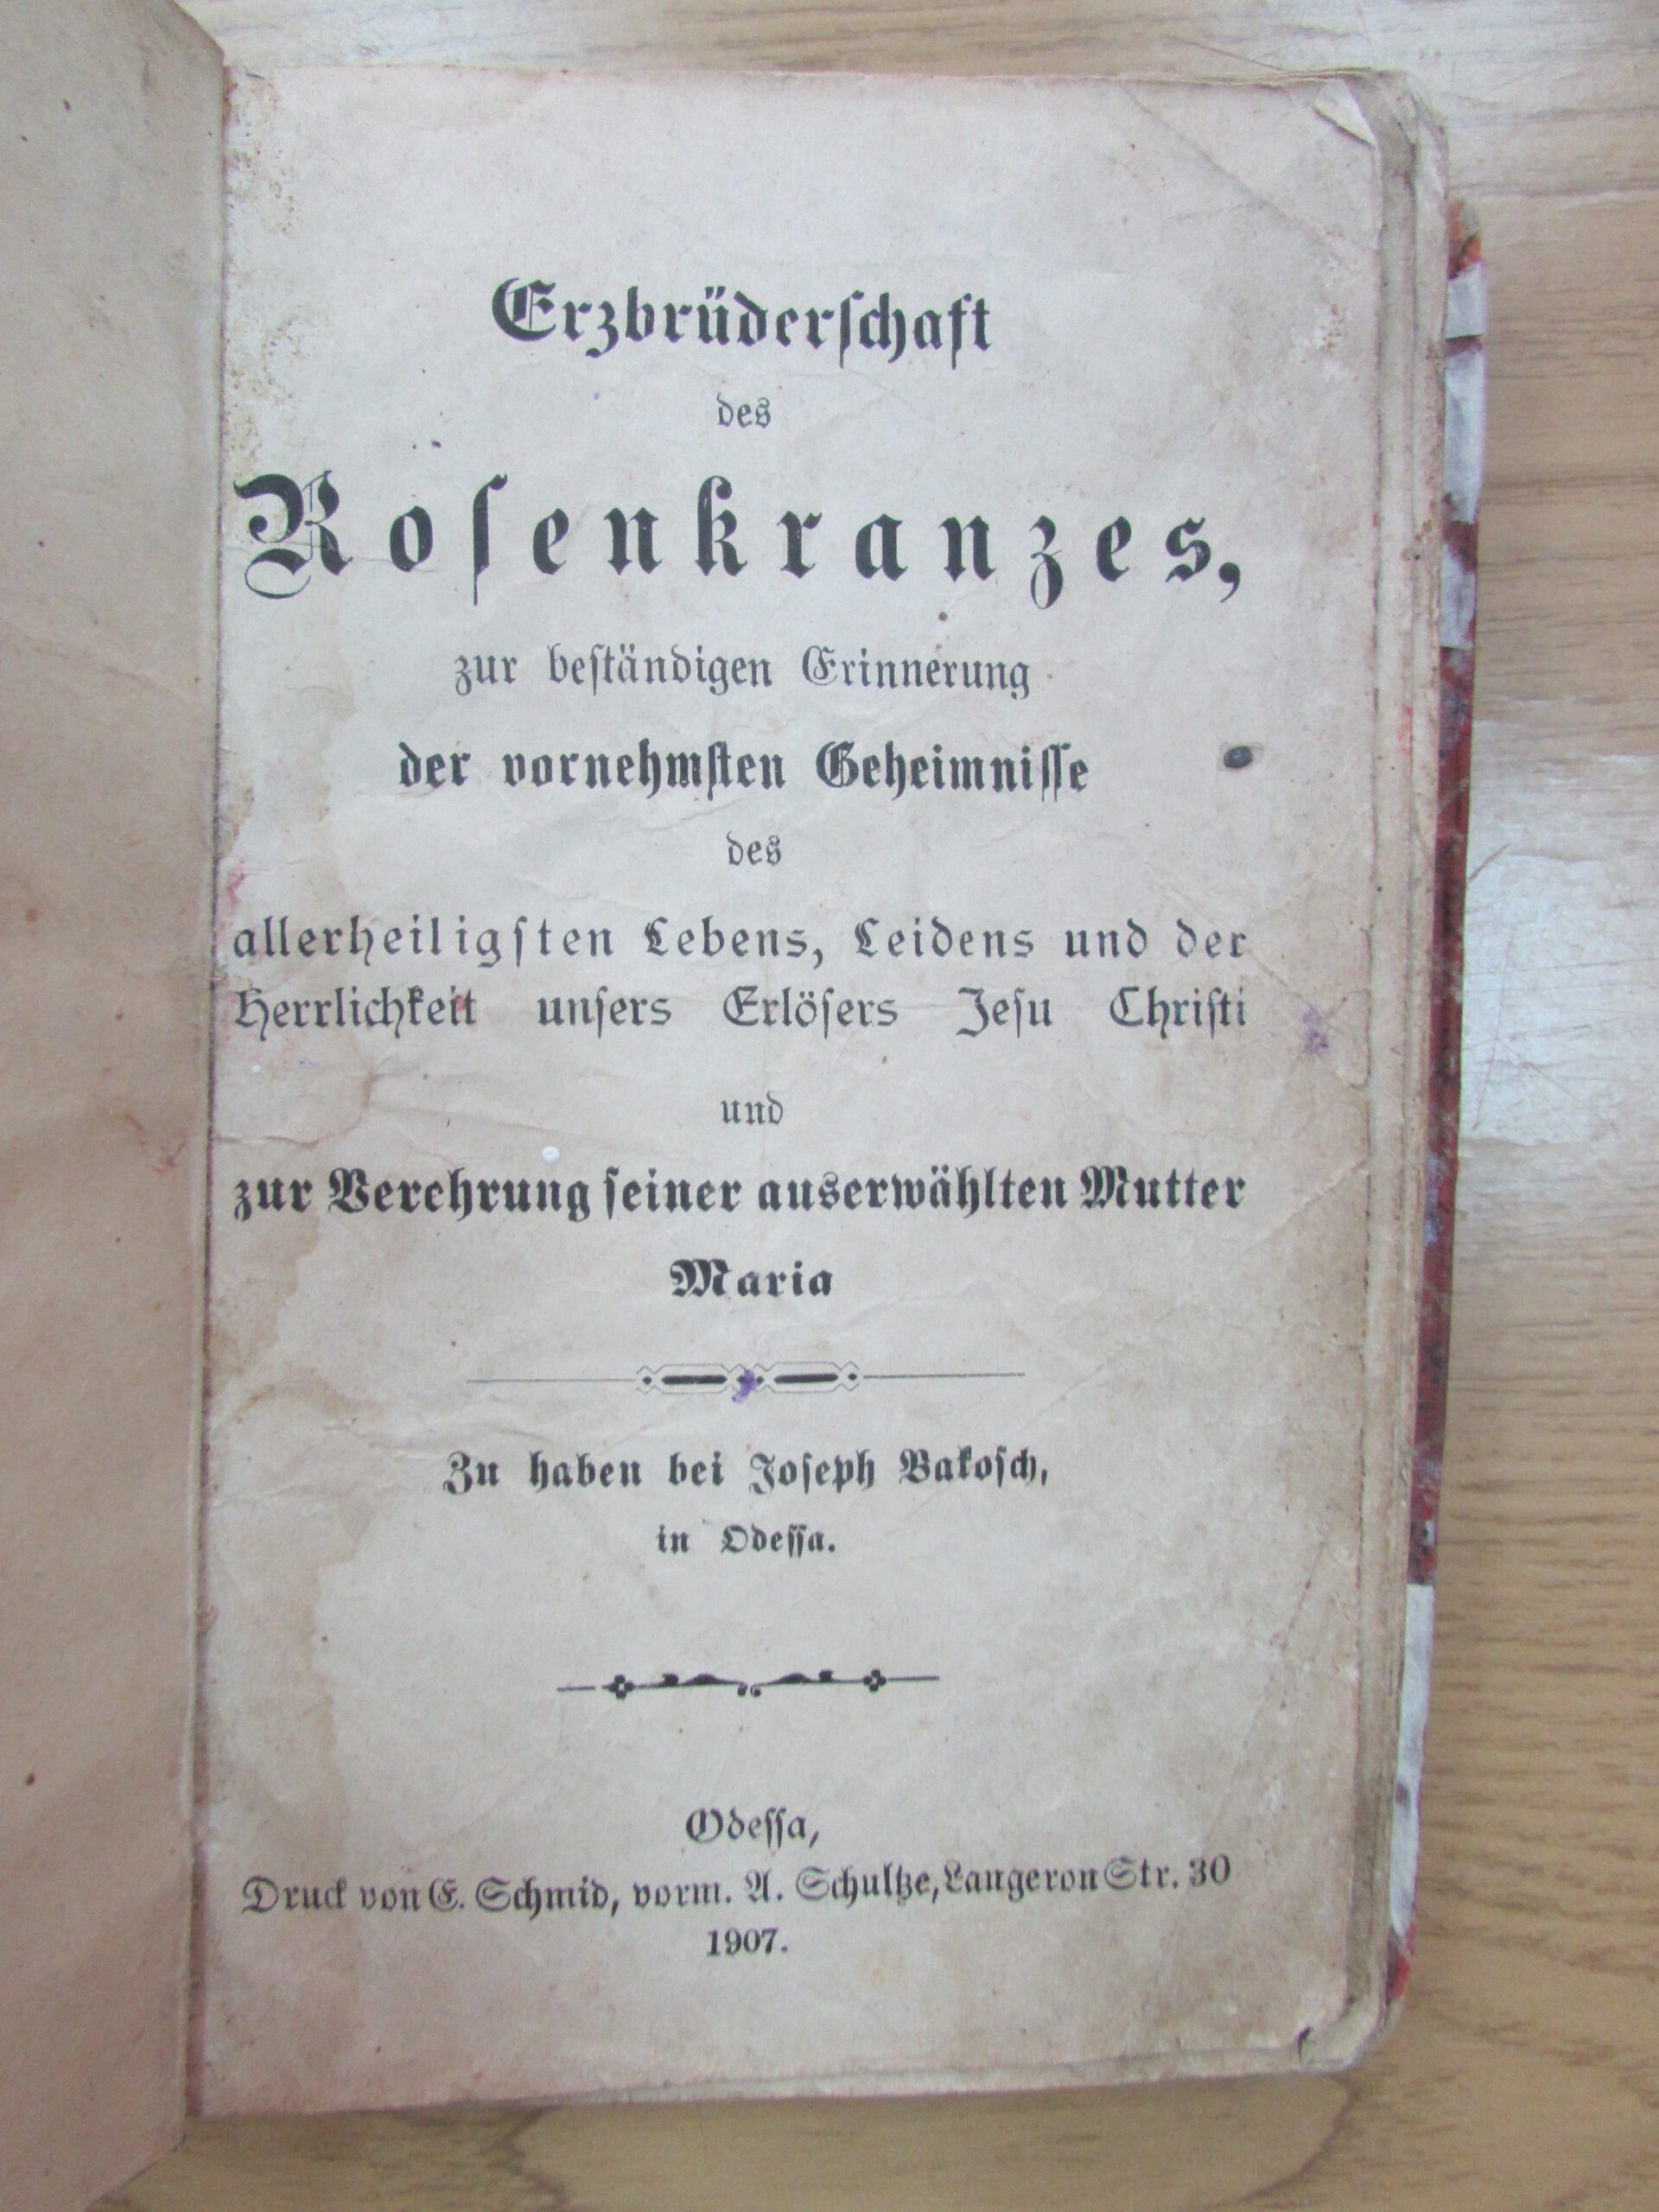 Erzbrüderſchaft
des
Roſenkranzes,
zur beſtändigen Erinnerung
der vornehmſten Geheimniſſe
des
allerheiligſten Lebens, Leidens und der
Herrlichkeit unſers Erlöſers Jeſu Chriſti
und
zur Verehrung ſeiner auserwählten Mutter
Maria
Zu haben bei Joſeph Bakoſch,
in Odeſſa.
Odeſſa,
Druck von E. Schmid, vorm. A. Schultze, Langeron Str. 30
1907.